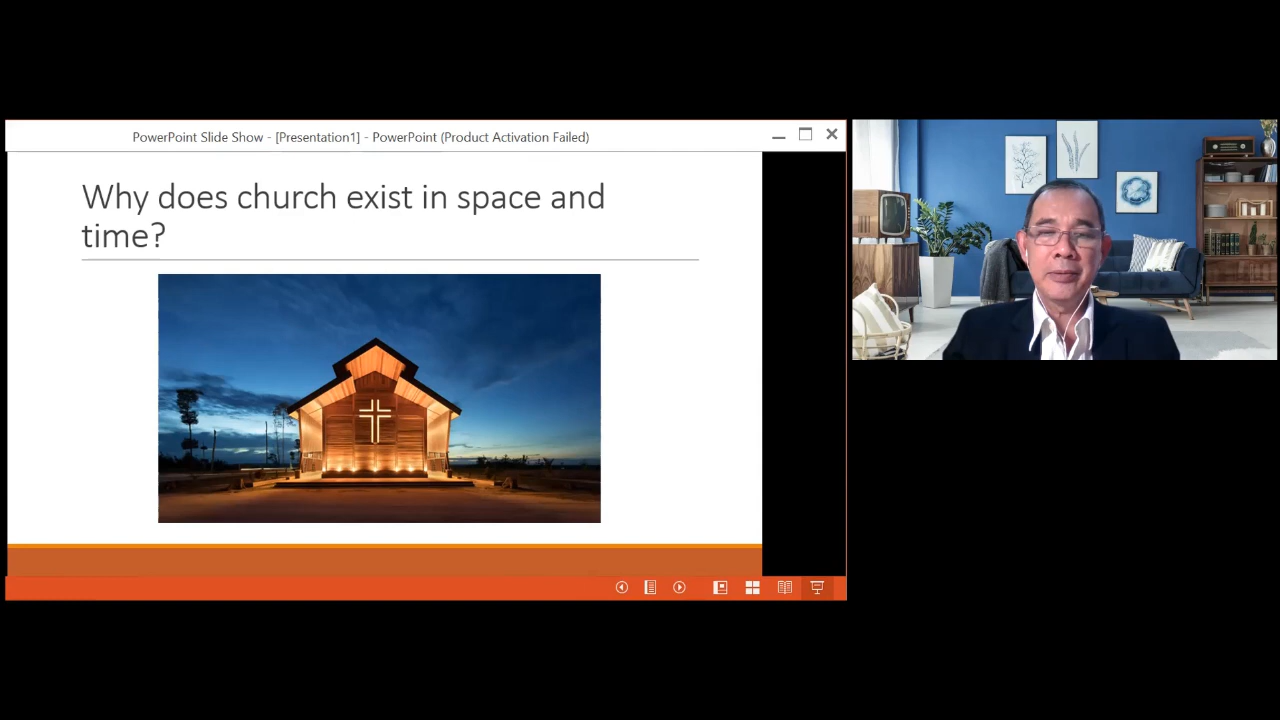 PowerPoint Slide Show - [Presentation1] - PowerPoint (Product Activation Failed)
Why does church exist in space and
time?